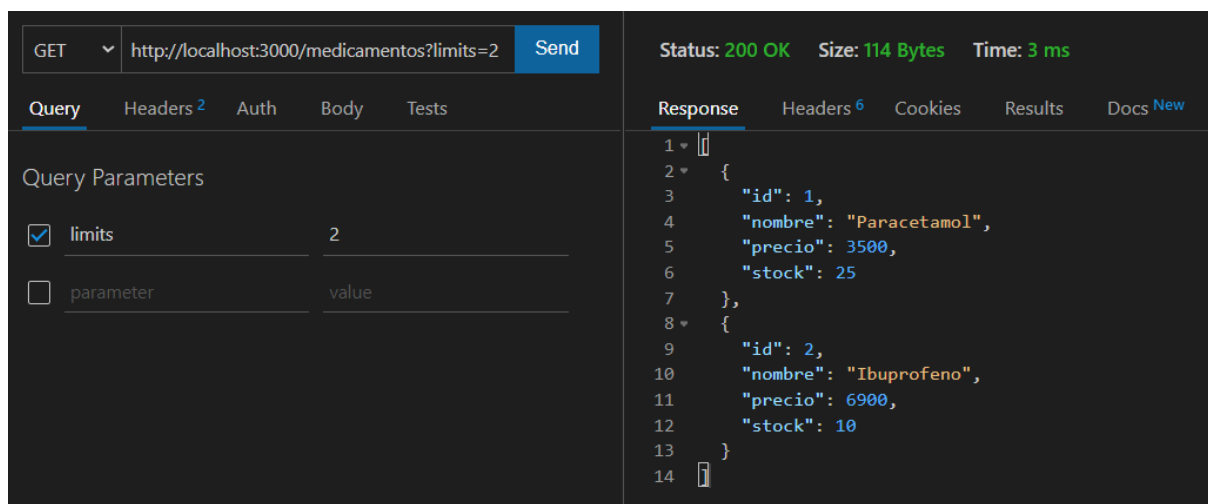 GET http://localhost:3000/medicamentos?limits=2 Send
Query Headers 2 Auth Body Tests
Query Parameters
limits 2
parameter value
Status: 200 OK Size: 114 Bytes Time: 3 ms
Response Headers 6 Cookies Results Docs New
1 [
2 {
3 "id": 1,
4 "nombre": "Paracetamol",
5 "precio": 3500,
6 "stock": 25
7 },
8 {
9 "id": 2,
10 "nombre": "Ibuprofeno",
11 "precio": 6900,
12 "stock": 10
13 }
14 ]